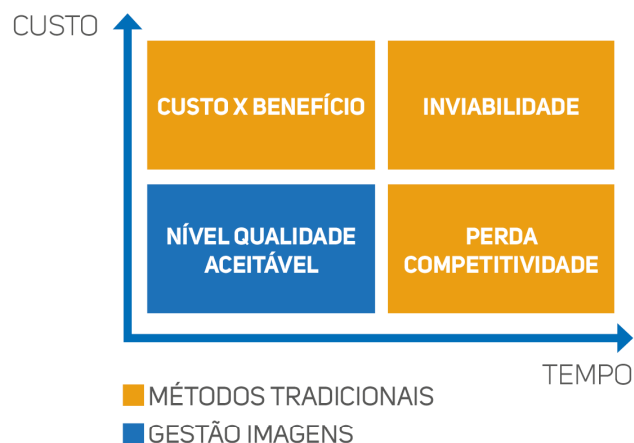 CUSTO
CUSTO X BENEFÍCIO
INVIABILIDADE
NÍVEL QUALIDADE
ACEITÁVEL
PERDA
COMPETITIVIDADE
TEMPO
MÉTODOS TRADICIONAIS
GESTÃO IMAGENS